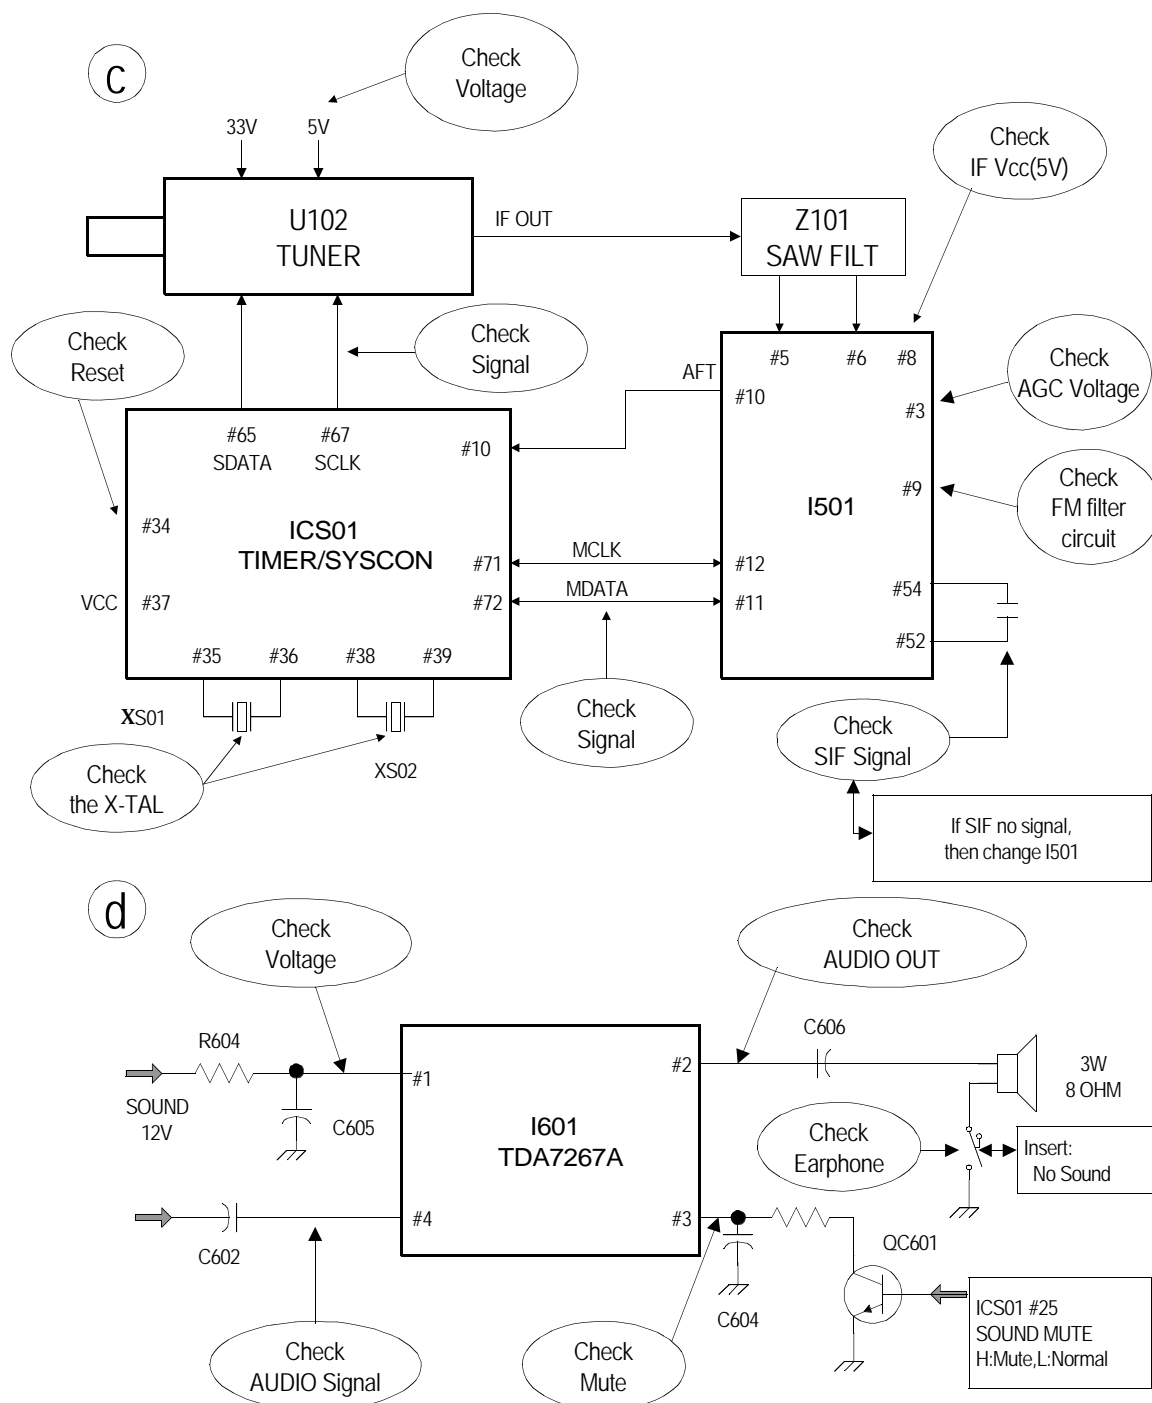 c
Check
Voltage
33V
5V
Check
IF Vcc(5V)
U102
TUNER
IF OUT
Z101
SAW FILT
Check
Reset
Check
Signal
AFT
#5
#6
#8
#10
#3
Check
AGC Voltage
#65
SDATA
#67
SCLK
#10
#9
Check
FM filter
circuit
#34
ICS01
TIMER/SYSCON
I501
#71
MCLK
#12
VCC
#37
#72
MDATA
#11
#54
#52
#35
#36
#38
#39
XS01
XS02
Check
the X-TAL
Check
Signal
Check
SIF Signal
If SIF no signal,
then change I501
d
Check
Voltage
Check
AUDIO OUT
R604
C606
#1
#2
SOUND
12V
C605
3W
8 OHM
I601
TDA7267A
Check
Earphone
Insert:
No Sound
C602
#4
#3
C604
QC601
ICS01 #25
SOUND MUTE
H:Mute,L:Normal
Check
AUDIO Signal
Check
Mute